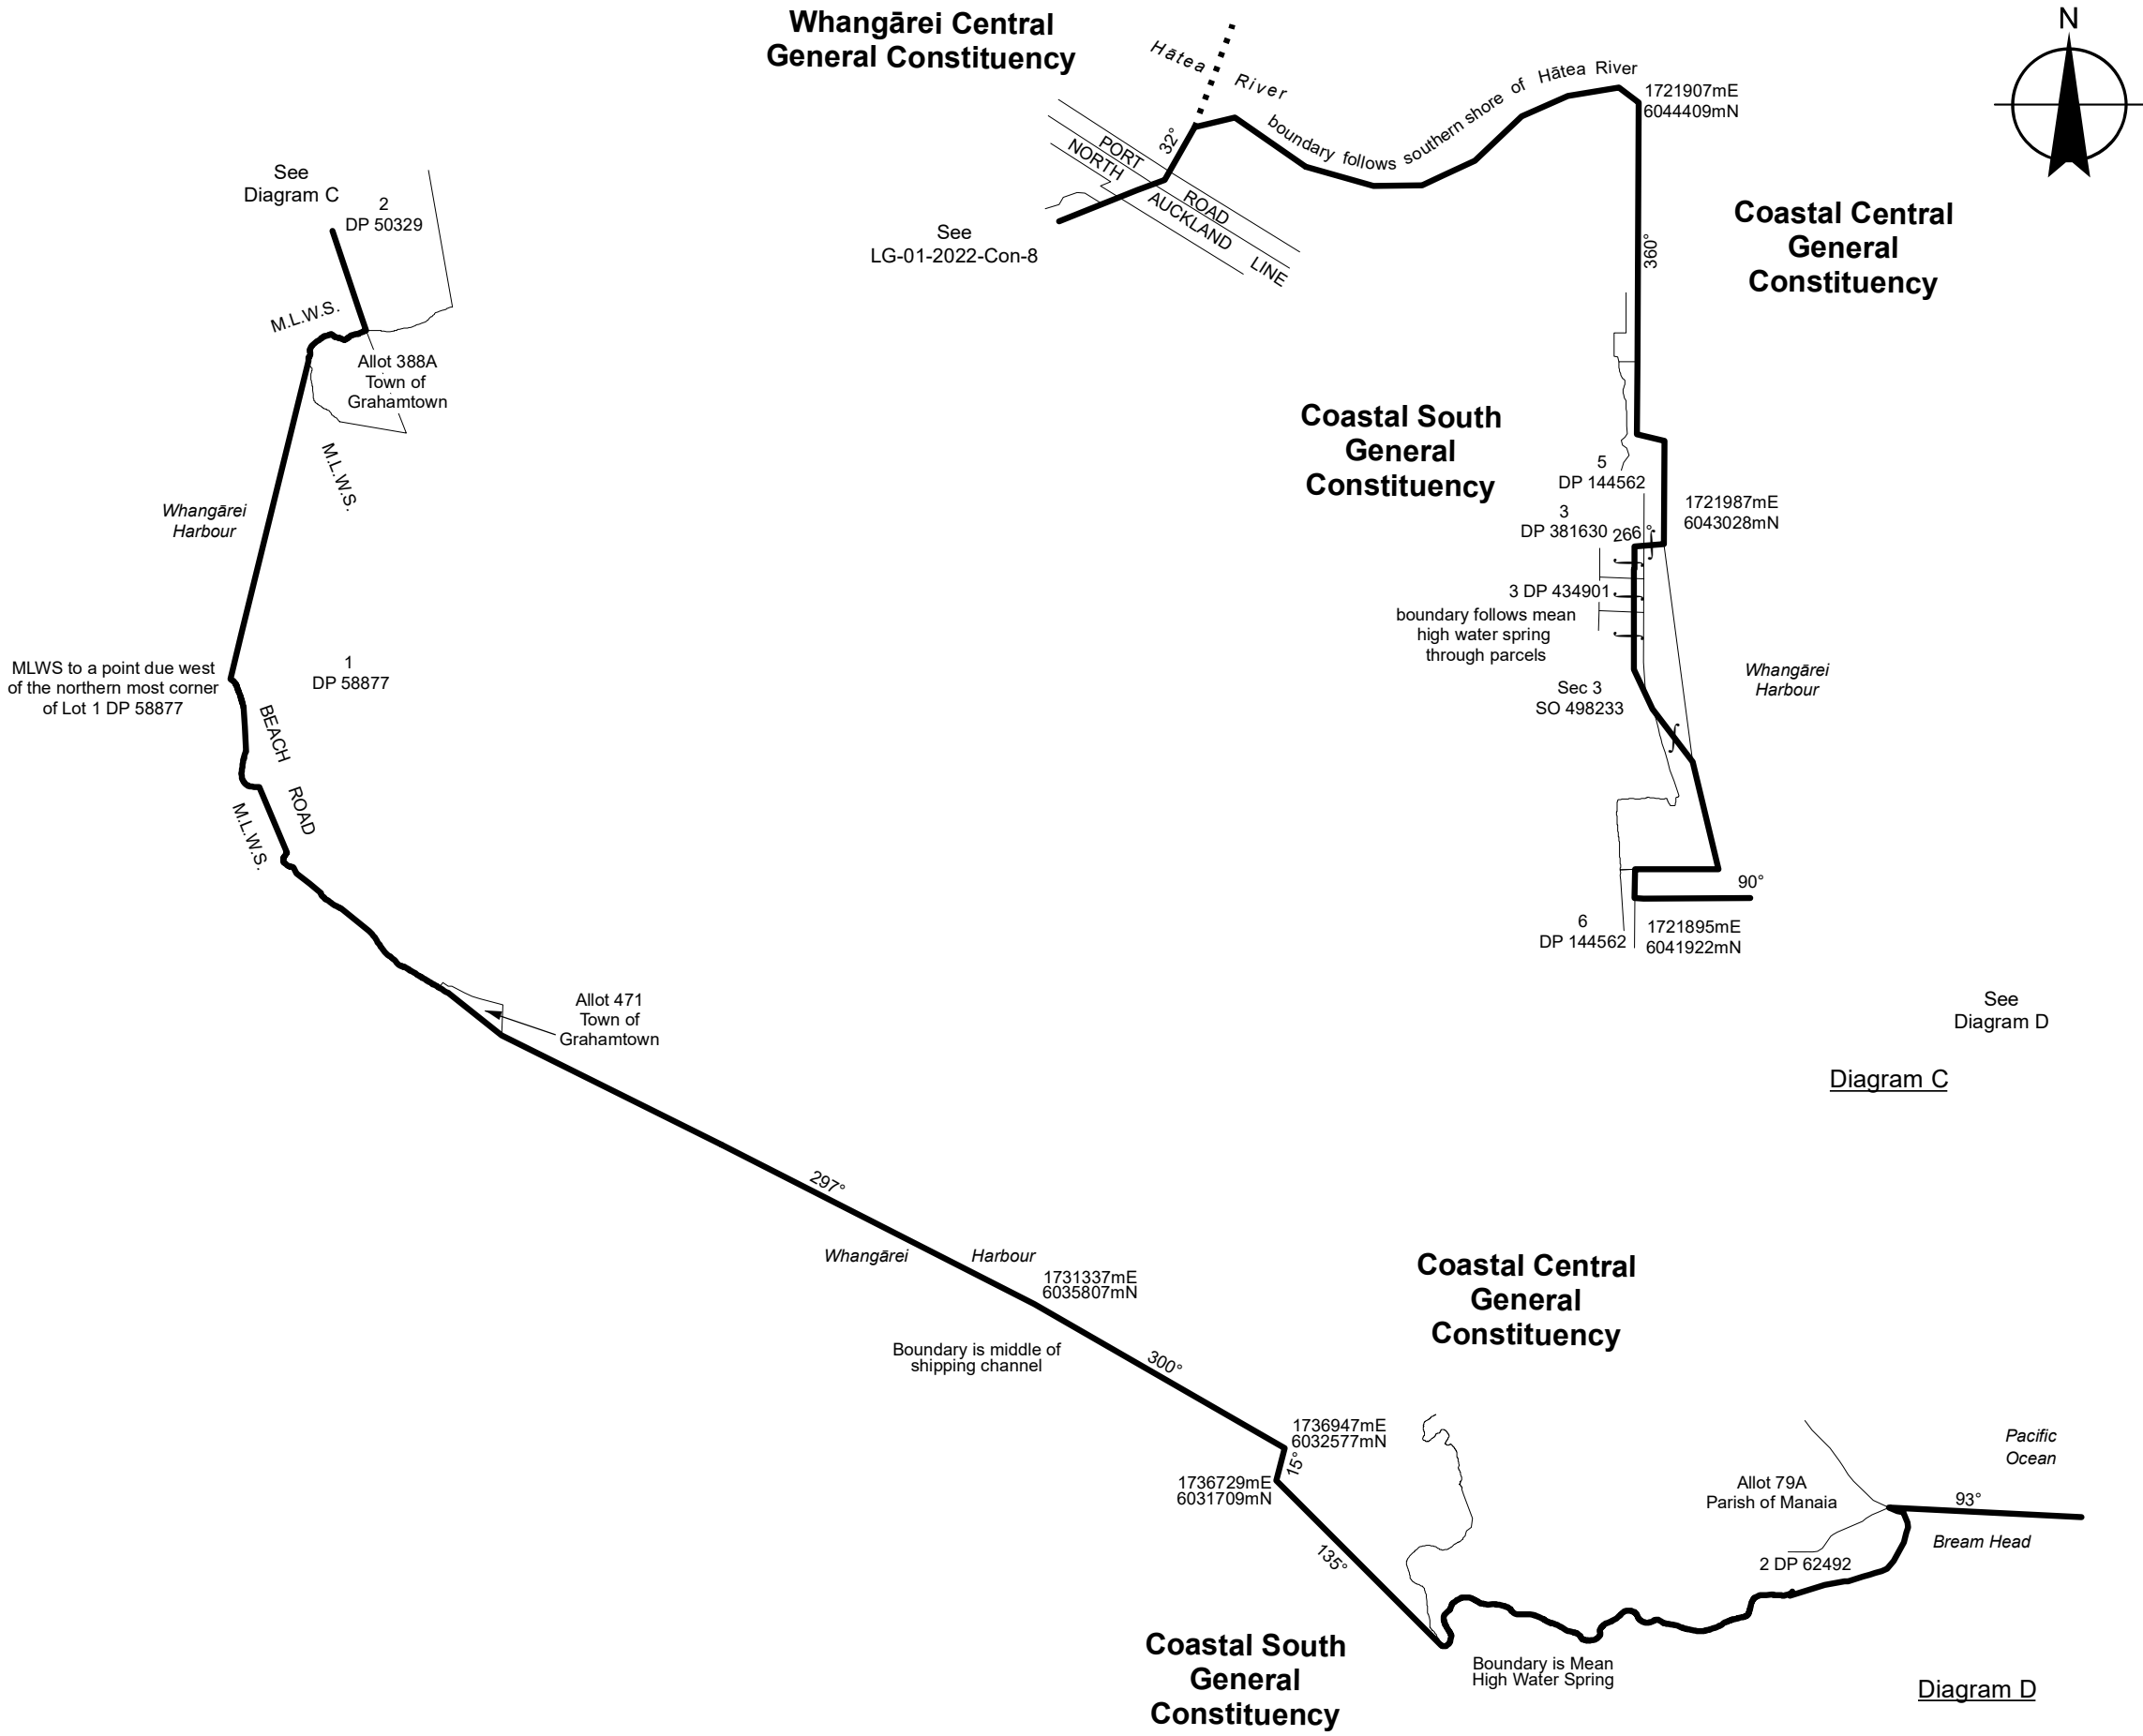 Whangārei Central
General Constituency
Hātea
River
boundary follows southern shore of Hātea River
1721907mE
6044409mN
N
32°
PORT
ROAD
NORTH
AUCKLAND
LINE
See
LG-01-2022-Con-8
See
Diagram C
2
DP 50329
M.L.W.S.
Allot 388A
Town of
Grahamtown
M.L.W.S.
Whangārei
Harbour
360°
Coastal Central
General
Constituency
Coastal South
General
Constituency
5
DP 144562
3
DP 381630
266°
1721987mE
6043028mN
3 DP 434901
boundary follows mean
high water spring
through parcels
Sec 3
SO 498233
Whangārei
Harbour
MLWS to a point due west
of the northern most corner
of Lot 1 DP 58877
1
DP 58877
BEACH
ROAD
M.L.W.S.
90°
6
DP 144562
1721895mE
6041922mN
Allot 471
Town of
Grahamtown
See
Diagram D
Diagram C
297°
Whangārei
Harbour
1731337mE
6035807mN
Boundary is middle of
shipping channel
300°
Coastal Central
General
Constituency
1736947mE
6032577mN
15°
1736729mE
6031709mN
135°
Pacific
Ocean
Allot 79A
Parish of Manaia
93°
Bream Head
2 DP 62492
Coastal South
General
Constituency
Boundary is Mean
High Water Spring
Diagram D